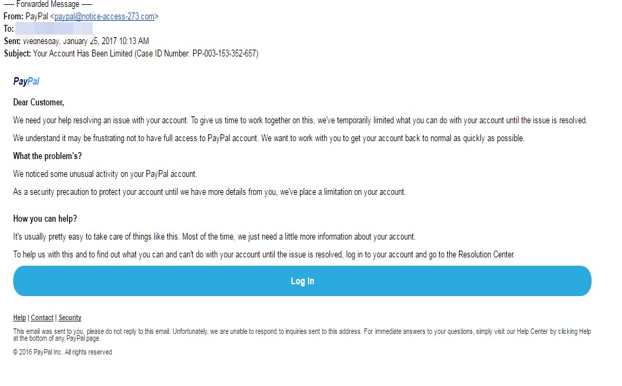 ----- Forwarded Message -----
From: PayPal <paypal@notice-access-273.com>
To:
Sent: Wednesday, January 25, 2017 10:13 AM
Subject: Your Account Has Been Limited (Case ID Number: PP-003-153-352-657)
PayPal
Dear Customer,
We need your help resolving an issue with your account. To give us time to work together on this, we've temporarily limited what you can do with your account until the issue is resolved.
We understand it may be frustrating not to have full access to PayPal account. We want to work with you to get your account back to normal as quickly as possible.
What the problem's?
We noticed some unusual activity on your PayPal account.
As a security precaution to protect your account until we have more details from you, we've place a limitation on your account.
How you can help?
It's usually pretty easy to take care of things like this. Most of the time, we just need a little more information about your account.
To help us with this and to find out what you can and can't do with your account until the issue is resolved, log in to your account and go to the Resolution Center.
Log In
Help | Contact | Security
This email was sent to you, please do not reply to this email. Unfortunately, we are unable to respond to inquiries sent to this address. For immediate answers to your questions, simply visit our Help Center by clicking Help
at the bottom of any PayPal page.
© 2016 PayPal Inc. All rights reserved